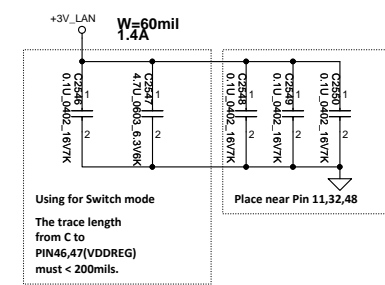 +3V_LAN
W=60mil
1.4A
C2546
0.1U_0402_16V7K
1
2
C2547
4.7U_0603_6.3V6K
1
2
C2548
0.1U_0402_16V7K
1
2
C2549
0.1U_0402_16V7K
1
2
C2550
0.1U_0402_16V7K
1
2
Using for Switch mode
The trace length
from C to
PIN46,47(VDDREG)
must < 200mils.
Place near Pin 11,32,48